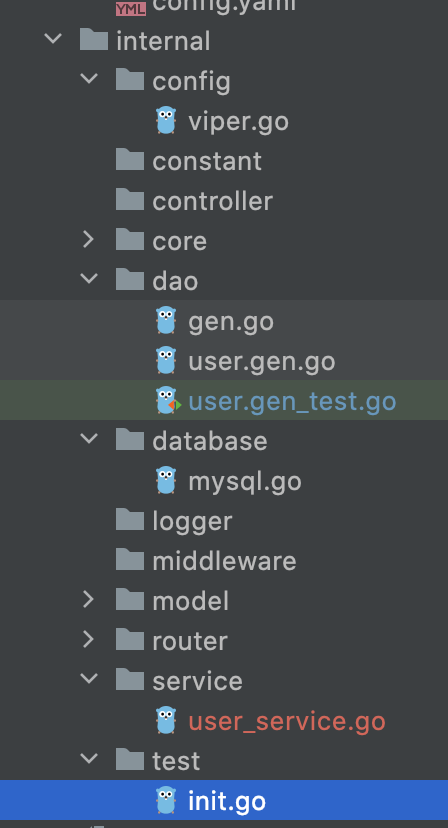 YML config.yaml
internal
config
viper.go
constant
controller
core
dao
gen.go
user.gen.go
user.gen_test.go
database
mysql.go
logger
middleware
model
router
service
user_service.go
test
init.go